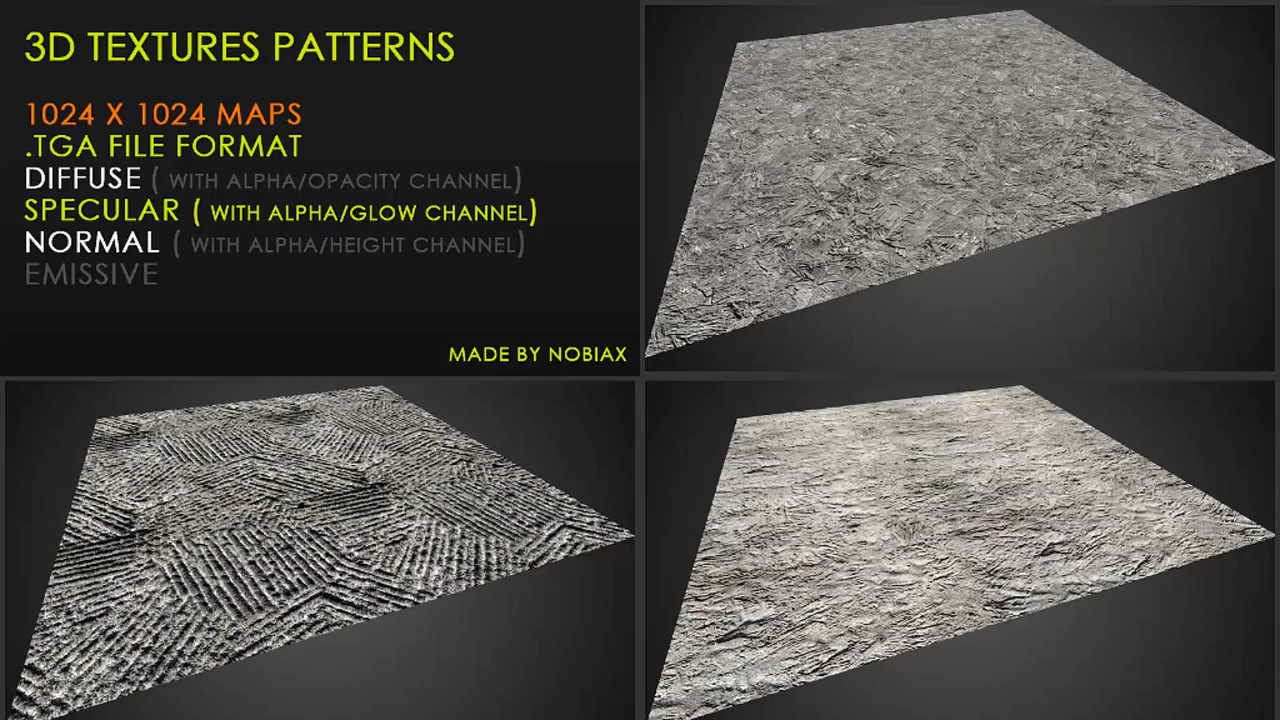 3D TEXTURES PATTERNS
1024 X 1024 MAPS
.TGA FILE FORMAT
DIFFUSE ( WITH ALPHA/OPACITY CHANNEL)
SPECULAR ( WITH ALPHA/GLOW CHANNEL)
NORMAL ( WITH ALPHA/HEIGHT CHANNEL)
EMISSIVE
MADE BY NOBIAX